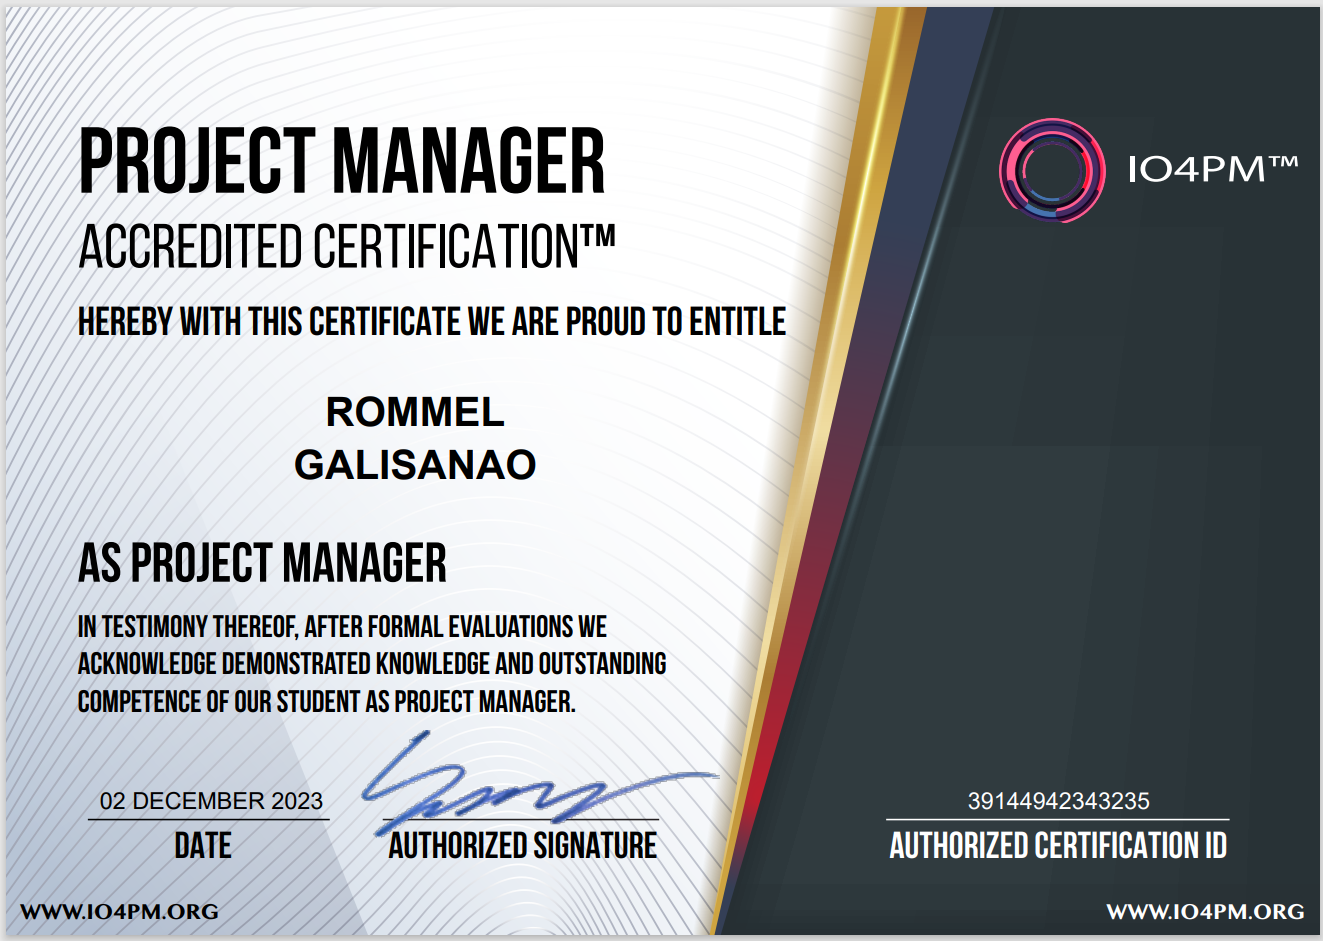 PROJECT MANAGER
ACCREDITED CERTIFICATION™
HEREBY WITH THIS CERTIFICATE WE ARE PROUD TO ENTITLE
ROMMEL
GALISANAO
AS PROJECT MANAGER
IN TESTIMONY THEREOF, AFTER FORMAL EVALUATIONS WE
ACKNOWLEDGE DEMONSTRATED KNOWLEDGE AND OUTSTANDING
COMPETENCE OF OUR STUDENT AS PROJECT MANAGER.
02 DECEMBER 2023
DATE
AUTHORIZED SIGNATURE
WWW.IO4PM.ORG
IO4PM™
39144942343235
AUTHORIZED CERTIFICATION ID
WWW.IO4PM.ORG